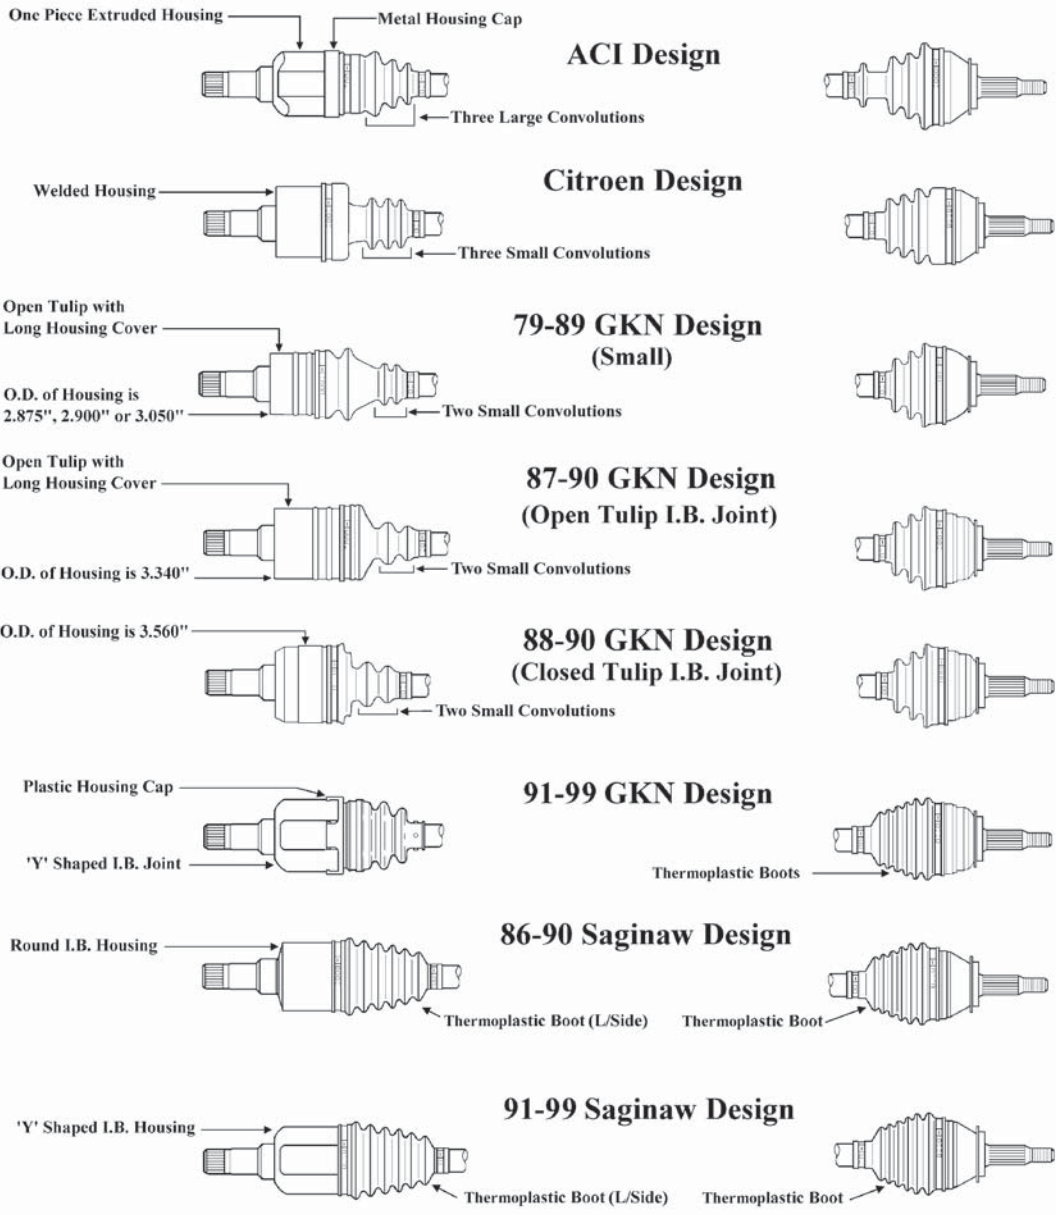 One Piece Extruded Housing
Metal Housing Cap
ACI Design
Three Large Convolutions
Citroen Design
Welded Housing
Three Small Convolutions
Open Tulip with
Long Housing Cover
79-89 GKN Design
(Small)
O.D. of Housing is
2.875", 2.900" or 3.050"
Two Small Convolutions
Open Tulip with
Long Housing Cover
87-90 GKN Design
(Open Tulip I.B. Joint)
O.D. of Housing is 3.340"
Two Small Convolutions
O.D. of Housing is 3.560"
88-90 GKN Design
(Closed Tulip I.B. Joint)
Two Small Convolutions
Plastic Housing Cap
91-99 GKN Design
'Y' Shaped I.B. Joint
Thermoplastic Boots
86-90 Saginaw Design
Round I.B. Housing
Thermoplastic Boot (L/Side)
Thermoplastic Boot
91-99 Saginaw Design
'Y' Shaped I.B. Housing
Thermoplastic Boot (L/Side)
Thermoplastic Boot